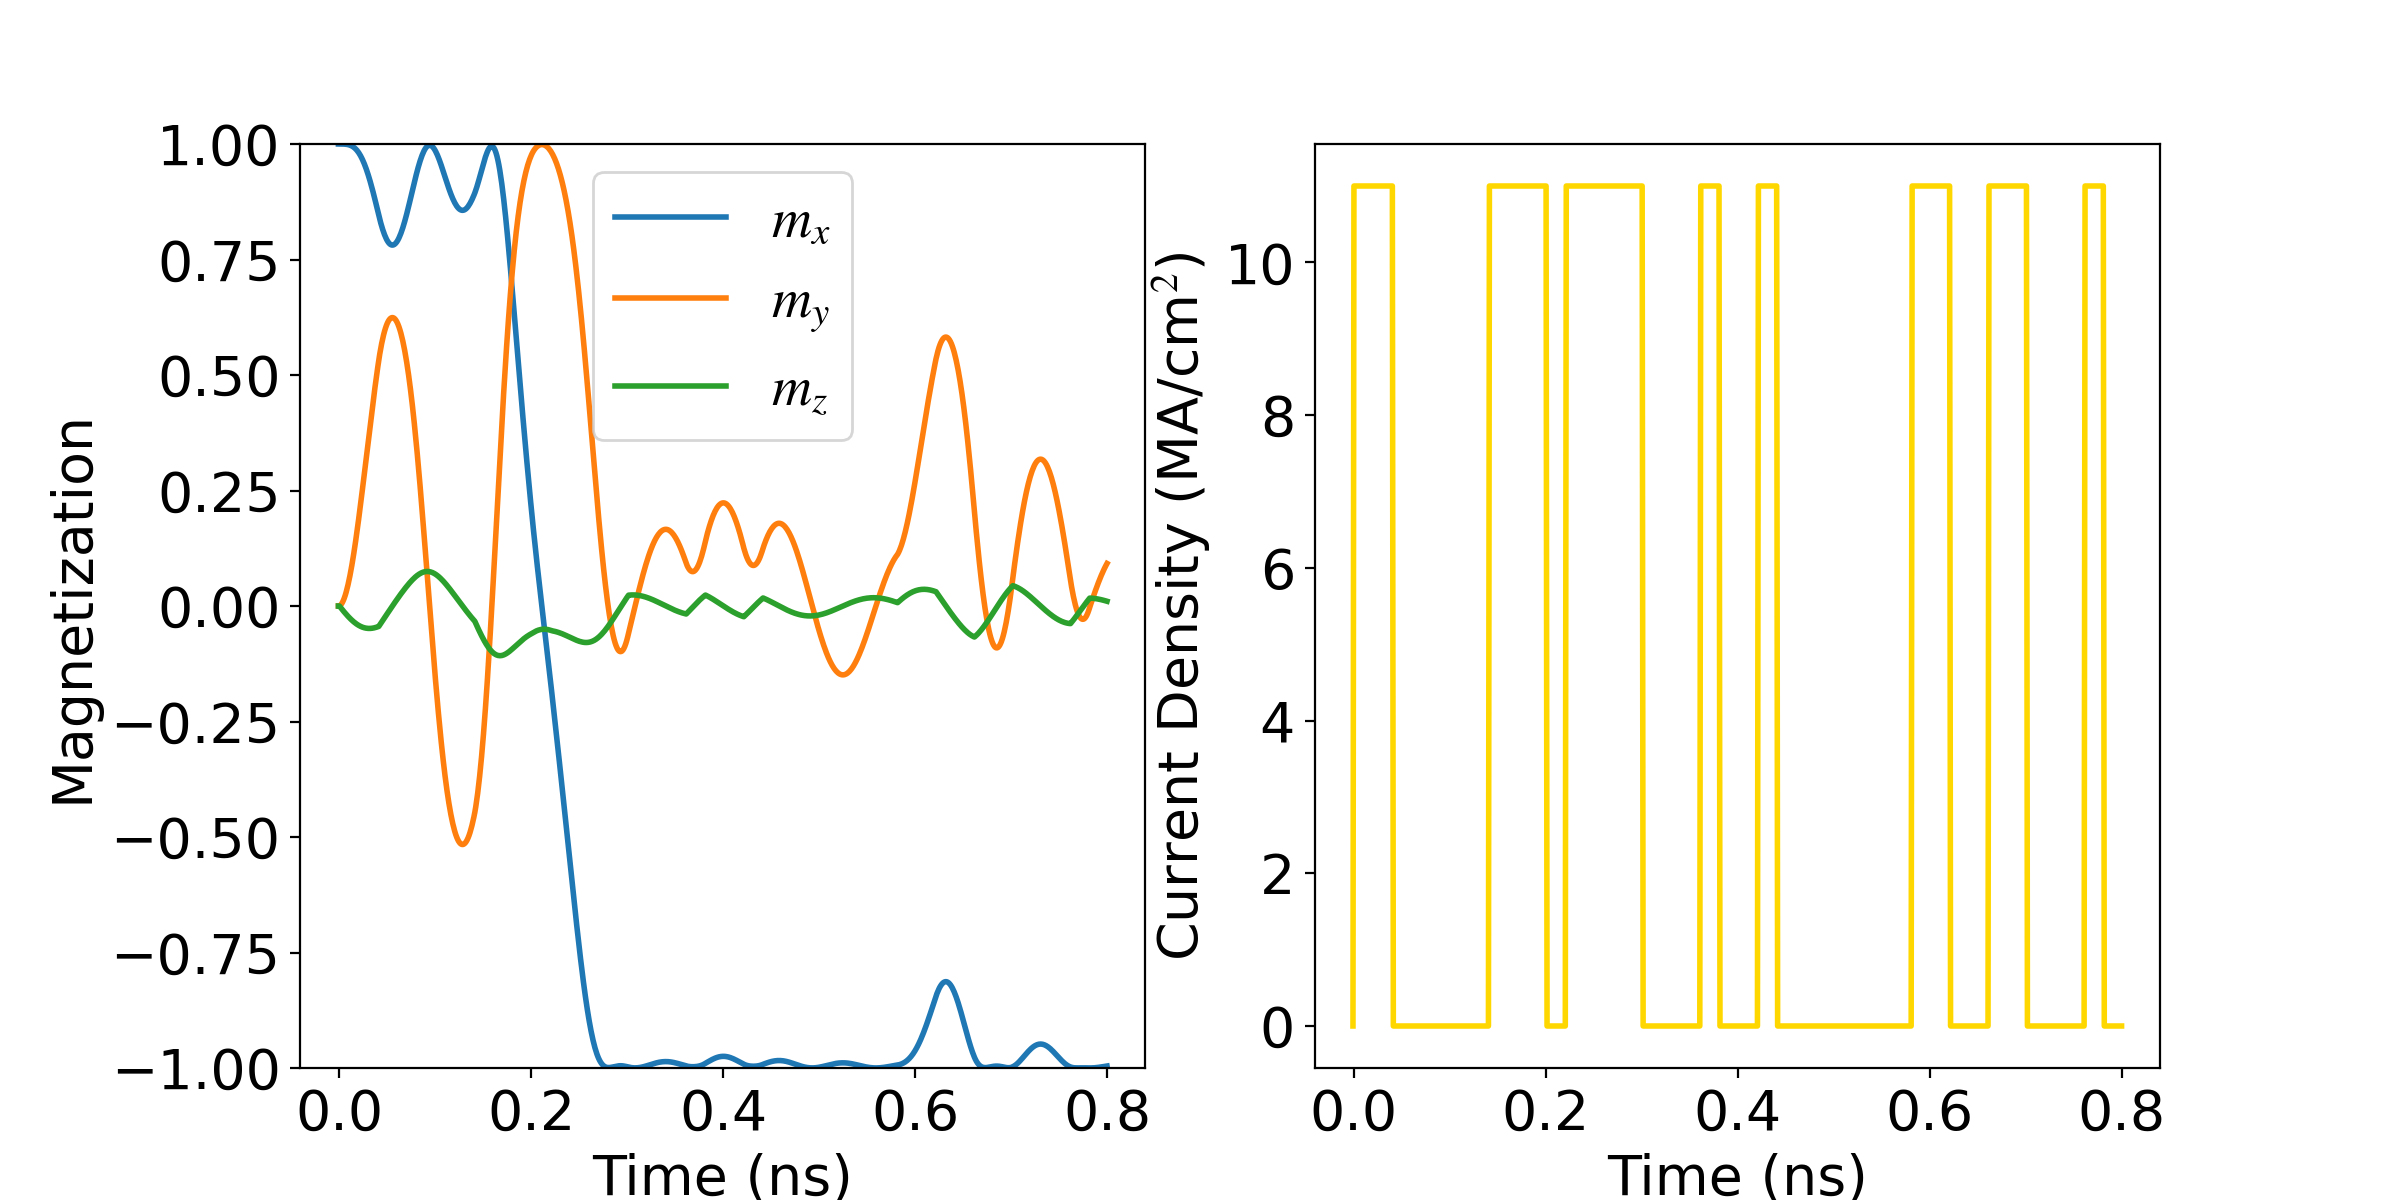 Magnetization
1.00
0.75
0.50
0.25
0.00
−0.25
−0.50
−0.75
−1.00
0.0 0.2 0.4 0.6 0.8
Time (ns)
m_x
m_y
m_z
Current Density (MA/cm²)
10
8
6
4
2
0
0.0 0.2 0.4 0.6 0.8
Time (ns)